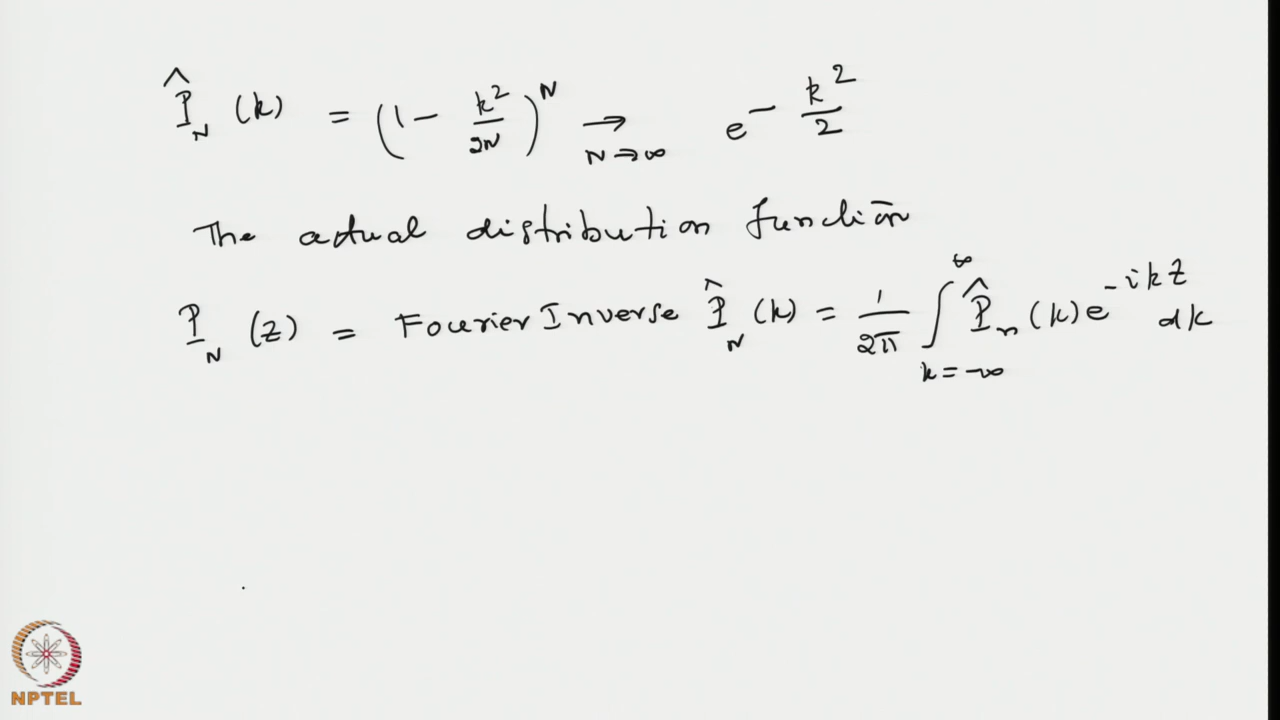 P̂_N (k) = (1 - k²/2N)^N → N→∞ e^{-k²/2}
The actual distribution function
P_N (z) = Fourier Inverse P̂_N (k) = 1/2π ∫_{k=-∞}^{∞} P̂_n (k) e^{-ikz} dk
NPTEL